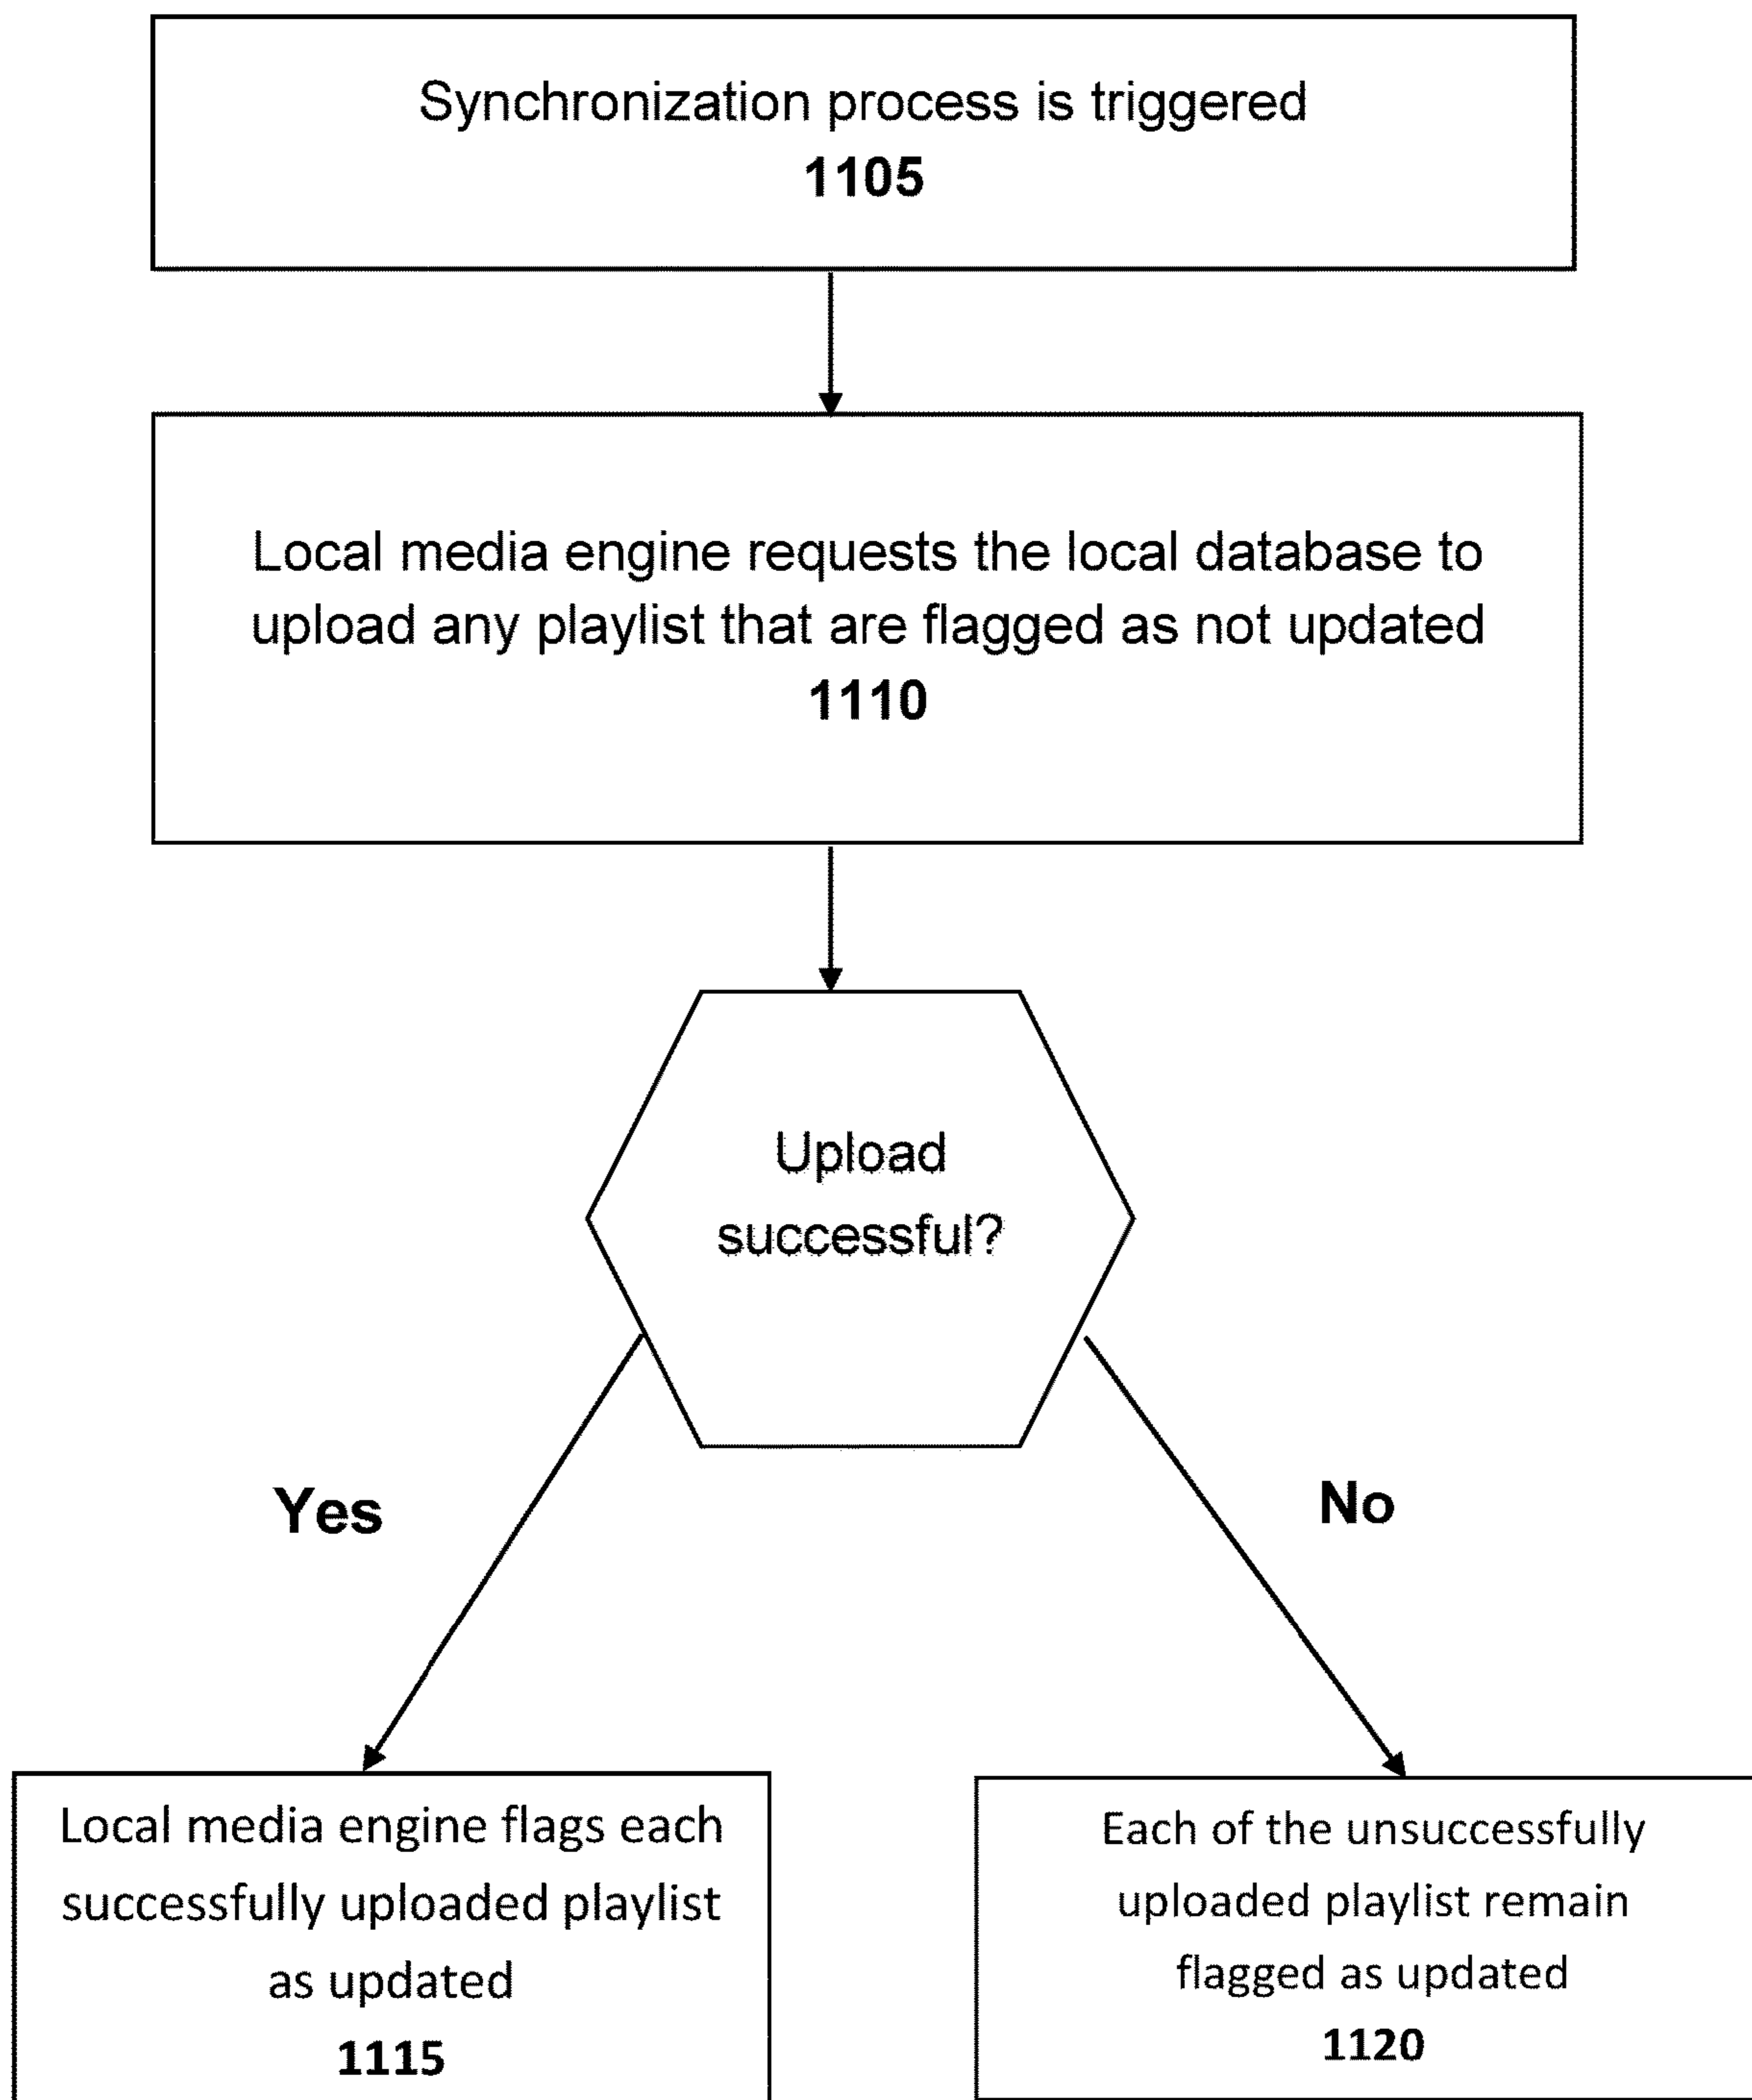 Synchronization process is triggered
1105
Local media engine requests the local database to
upload any playlist that are flagged as not updated
1110
Upload
successful?
Yes
No
Local media engine flags each
successfully uploaded playlist
as updated
1115
Each of the unsuccessfully
uploaded playlist remain
flagged as updated
1120